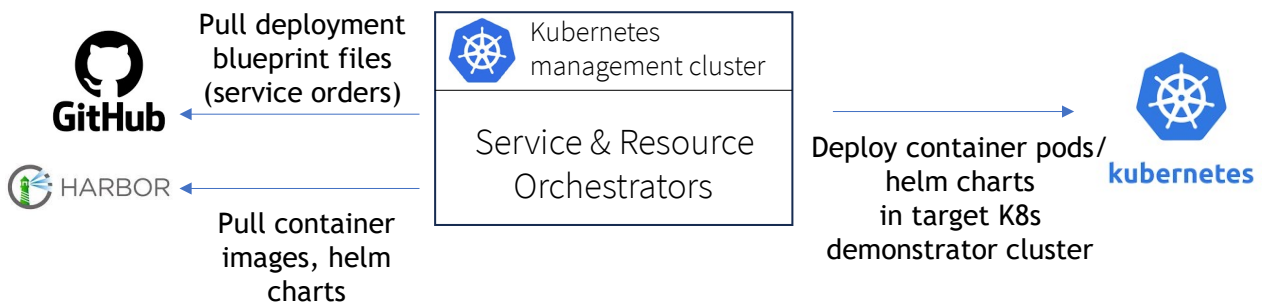 Pull deployment
blueprint files
(service orders)
GitHub
HARBOR
Pull container
images, helm
charts
Kubernetes
management cluster
Service & Resource
Orchestrators
Deploy container pods/
helm charts
in target K8s
demonstrator cluster
kubernetes